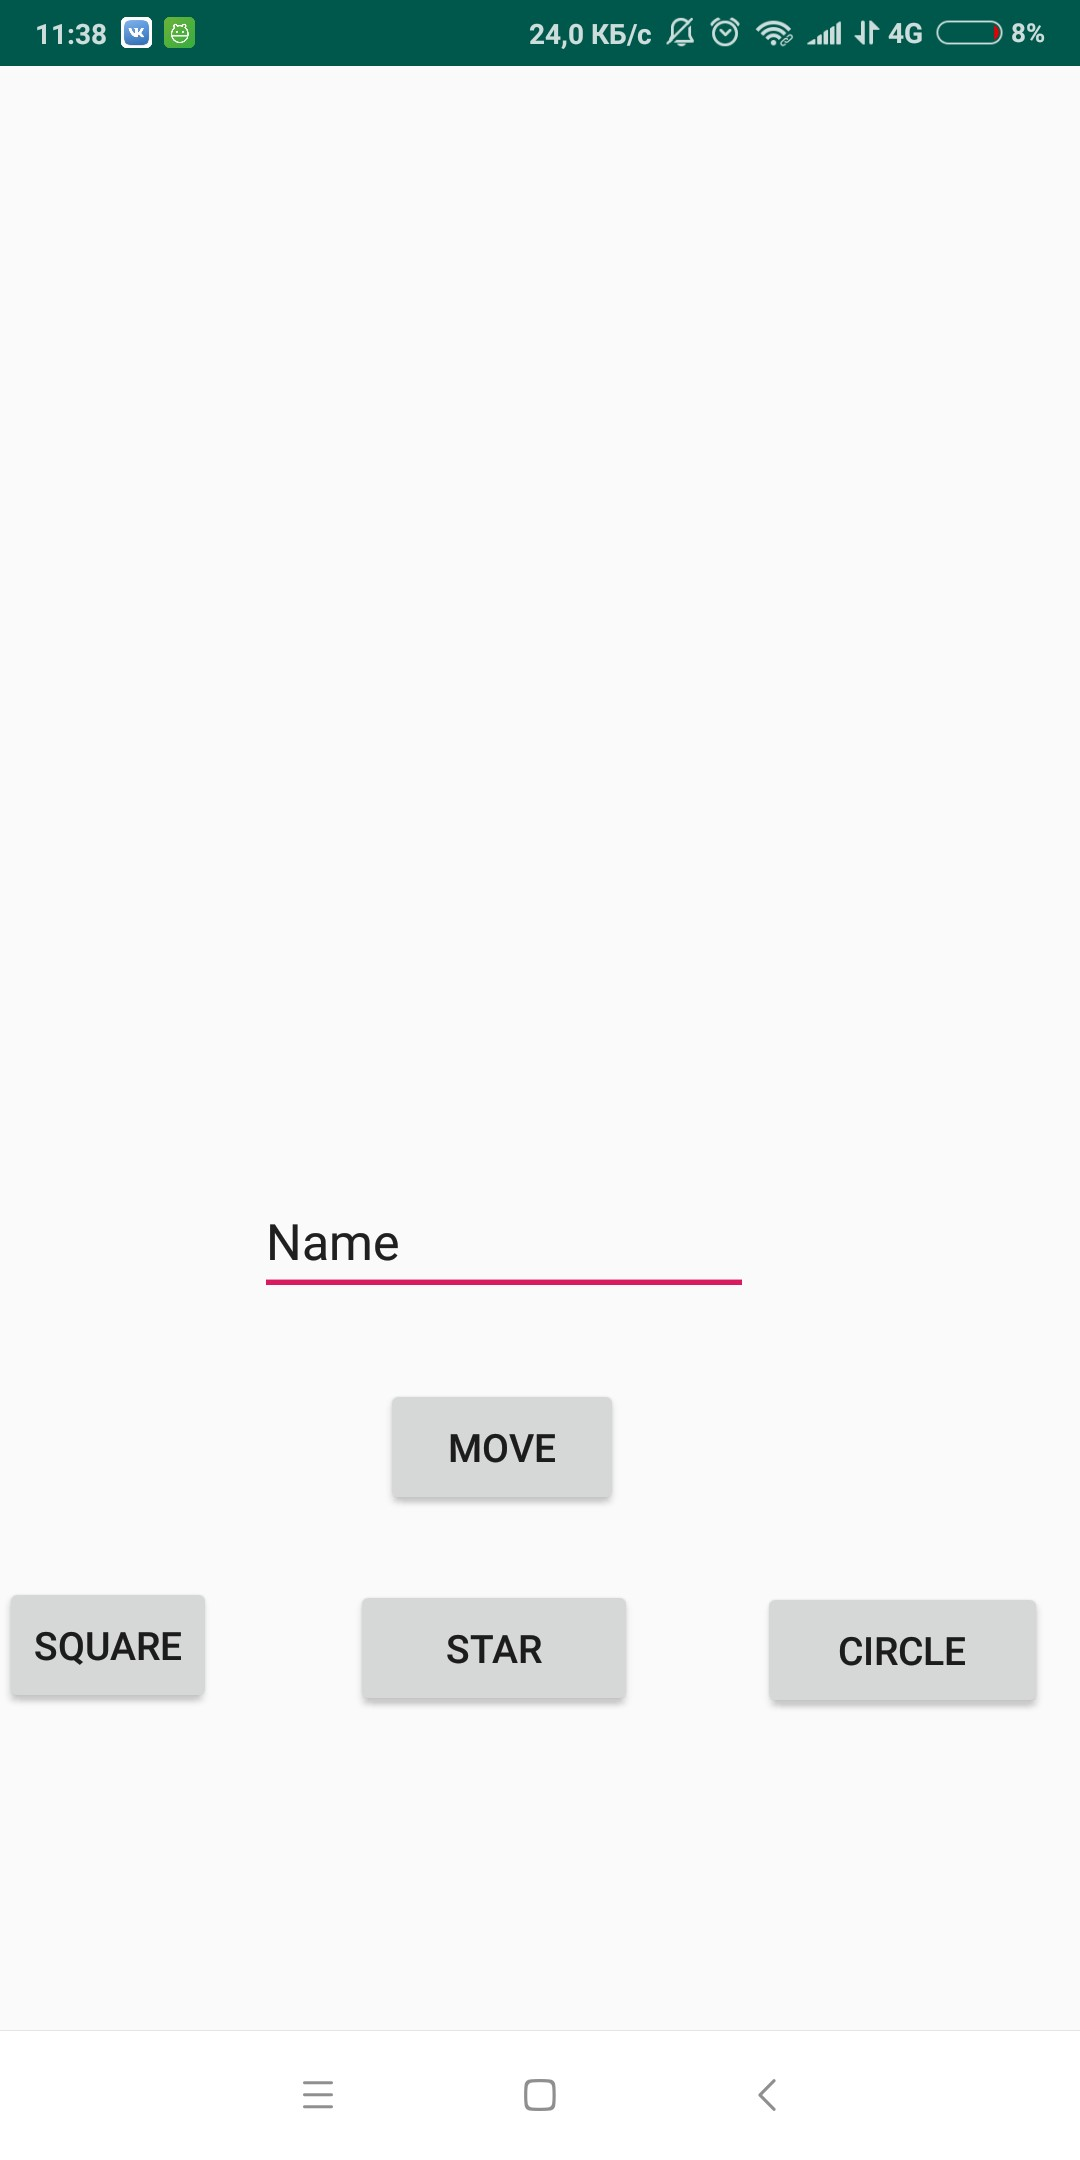 11:38 24,0 КБ/с 4G 8%
Name
MOVE
SQUARE STAR CIRCLE